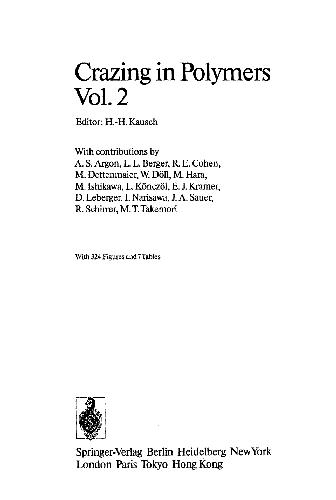 Crazing in Polymers
Vol. 2
Editor: H.-H. Kausch
With contributions by
A. S. Argon, L. L. Berger, R. E. Cohen,
M. Dettenmaier, W. Döll, M. Hara,
M. Ishikawa, L. Könczöl, E. J. Kramer,
D. Leberger, I. Narisawa, J. A. Sauer,
R. Schirrer, M. T. Takemori
With 324 Figures and 7 Tables
Springer-Verlag Berlin Heidelberg New York
London Paris Tokyo Hong Kong